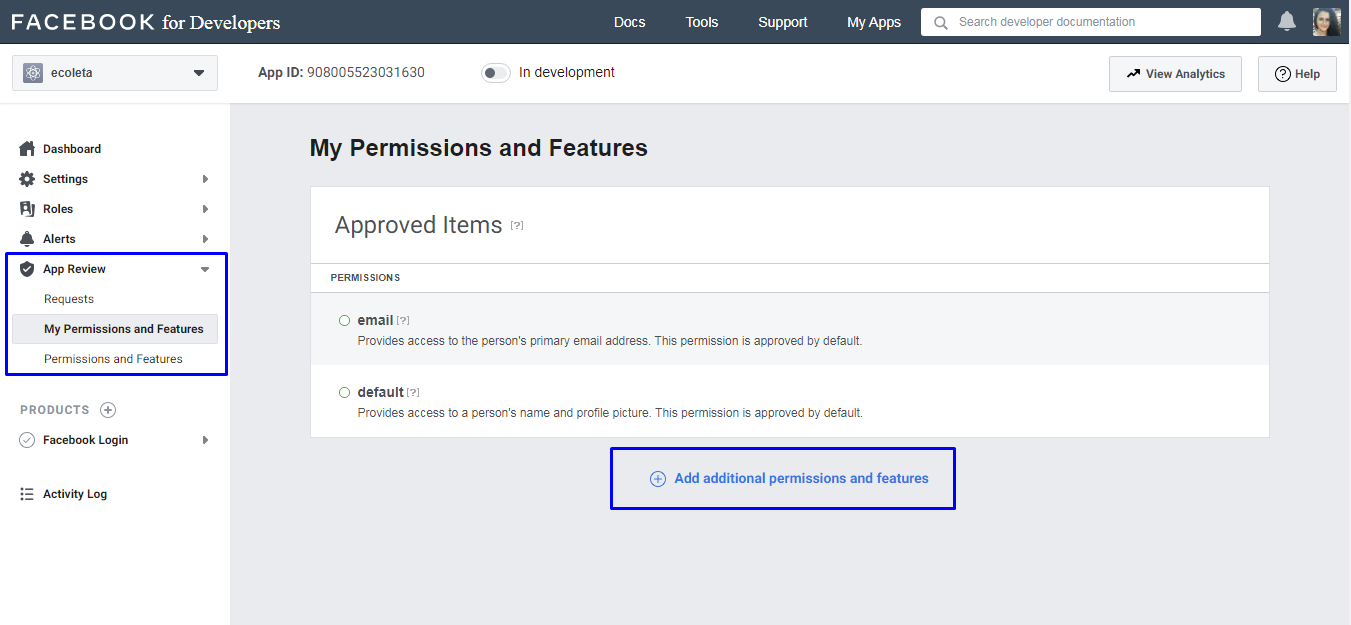 FACEBOOK for Developers
Docs
Tools
Support
My Apps
Search developer documentation
ecoleta
App ID: 908005523031630
In development
View Analytics
Help
Dashboard
Settings
Roles
Alerts
App Review
Requests
My Permissions and Features
Permissions and Features
PRODUCTS
Facebook Login
Activity Log
My Permissions and Features
Approved Items [?]
PERMISSIONS
email [?]
Provides access to the person's primary email address. This permission is approved by default.
default [?]
Provides access to a person's name and profile picture. This permission is approved by default.
Add additional permissions and features